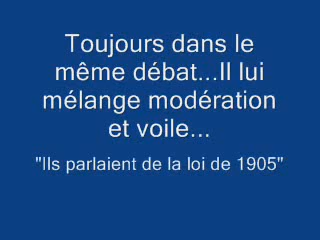 Toujours dans le
même débat...Il lui
mélange modération
et voile...
"Ils parlaient de la loi de 1905"